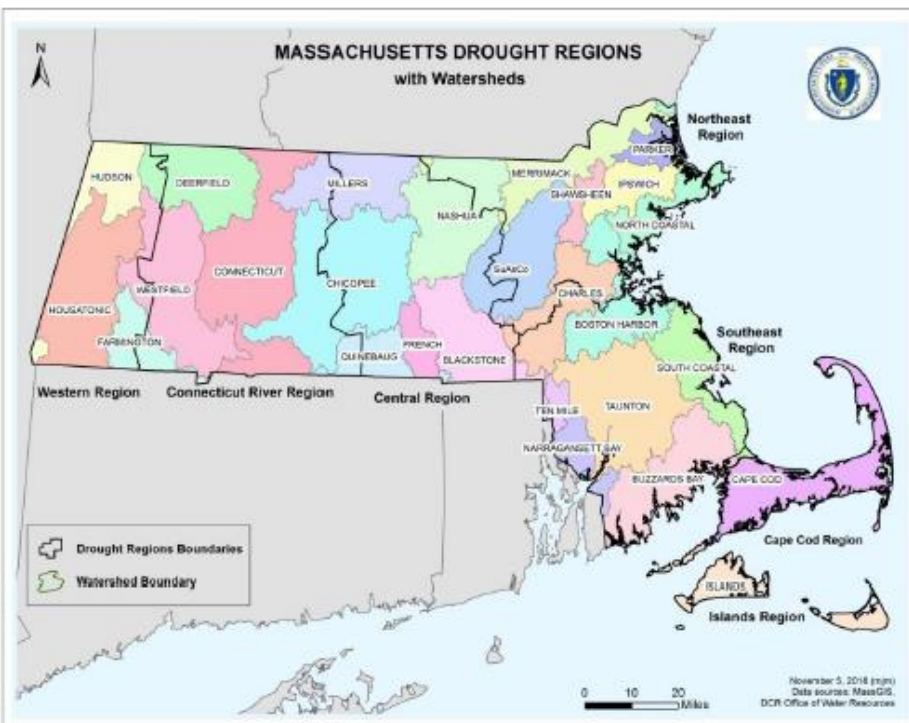 MASSACHUSETTS DROUGHT REGIONS
with Watersheds
N
Northeast
Region
PARKER
HUDSON
DEERFIELD
MILLERS
MERRIMACK
IPSWICH
SHAWSHEEN
NASHUA
NORTH COASTAL
CONNECTICUT
SuAsCo
CHICOPEE
WESTFIELD
CHARLES
HOUSATONIC
BOSTON HARBOR
Southeast
Region
FARMINGTON
FRENCH
QUINEBAUG
BLACKSTONE
SOUTH COASTAL
Western Region
Connecticut River Region
Central Region
TEN MILE
TAUNTON
NARRAGANSETT BAY
BUZZARDS BAY
CAPE COD
Drought Regions Boundaries
Watershed Boundary
Cape Cod Region
ISLANDS
Islands Region
0 10 20
Miles
November 5, 2018 (mjm)
Data sources: MassGIS,
DCR Office of Water Resources